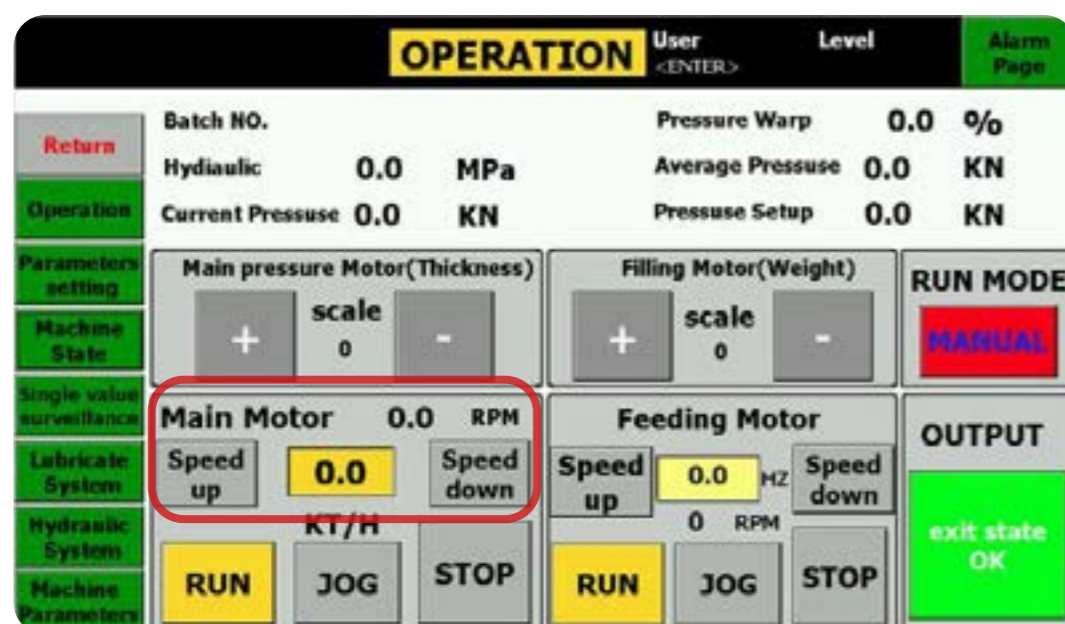 OPERATION
User
Level
<ENTER>
Alarm
Page
Return
Operation
Parameters
setting
Machine
State
Single value
surveillance
Lubricate
System
Hydraulic
System
Machine
Parameters
Batch NO.
Hydiaulic 0.0 MPa
Current Pressuse 0.0 KN
Pressure Warp 0.0 %
Average Pressuse 0.0 KN
Pressuse Setup 0.0 KN
Main pressure Motor(Thickness)
+ scale -
0
Filling Motor(Weight)
+ scale -
0
RUN MODE
MANUAL
Main Motor 0.0 RPM
Speed
up
0.0
Speed
down
KT/H
RUN JOG STOP
Feeding Motor
Speed
up
0.0 HZ
Speed
down
0 RPM
RUN JOG STOP
OUTPUT
exit state
OK